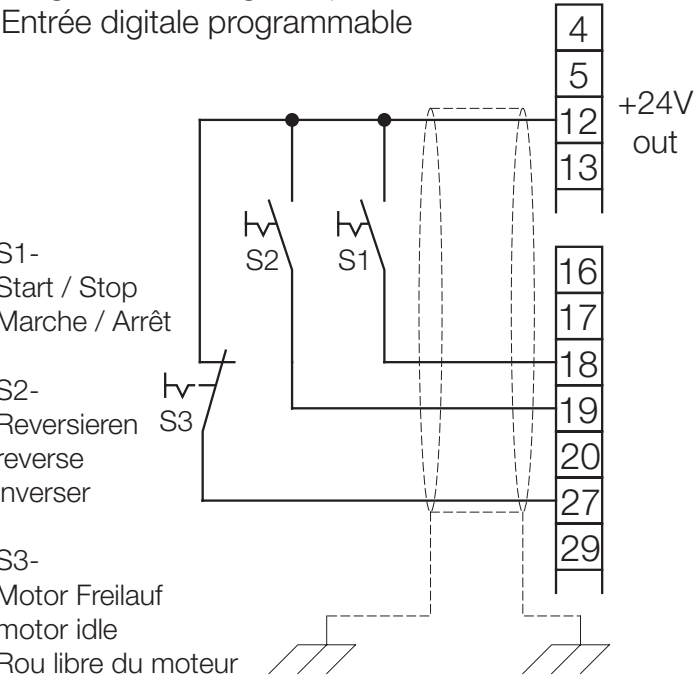 Entrée digitale programmable
4
5
12
+24V
out
13
S2
S1
S1-
Start / Stop
Marche / Arrêt
16
17
18
19
20
27
29
S2-
Reversieren
reverse
inverser
S3
S3-
Motor Freilauf
motor idle
Rou libre du moteur